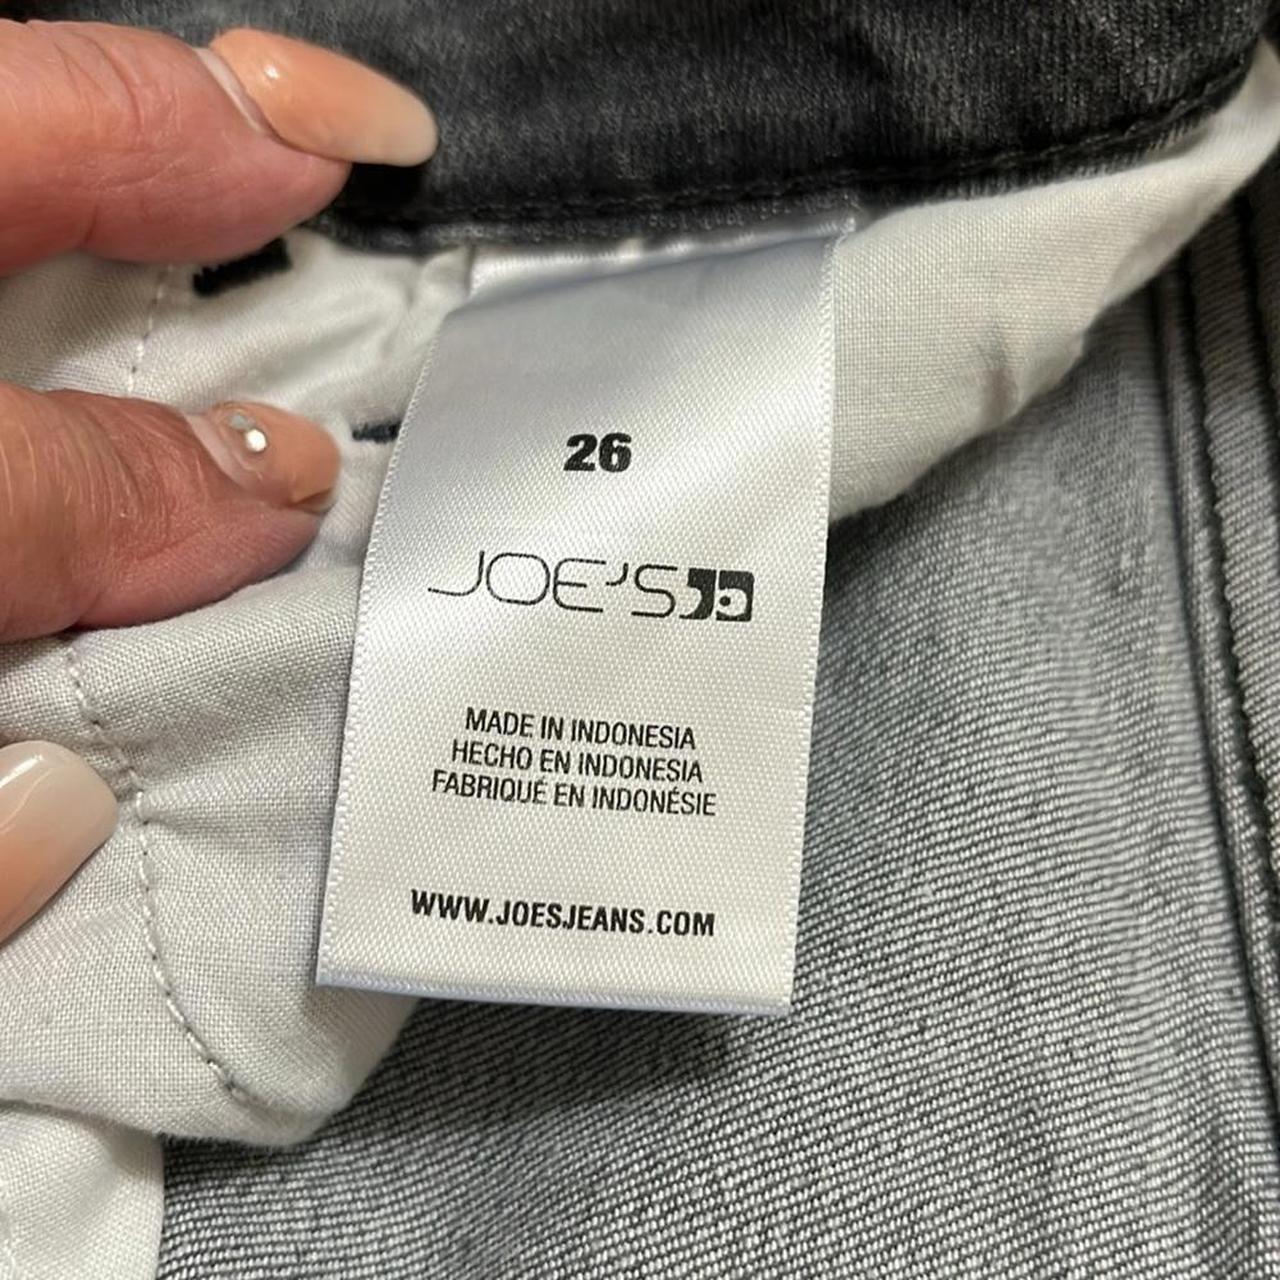 26
JOE'S
MADE IN INDONESIA
HECHO EN INDONESIA
FABRIQUÉ EN INDONÉSIE
WWW.JOESJEANS.COM